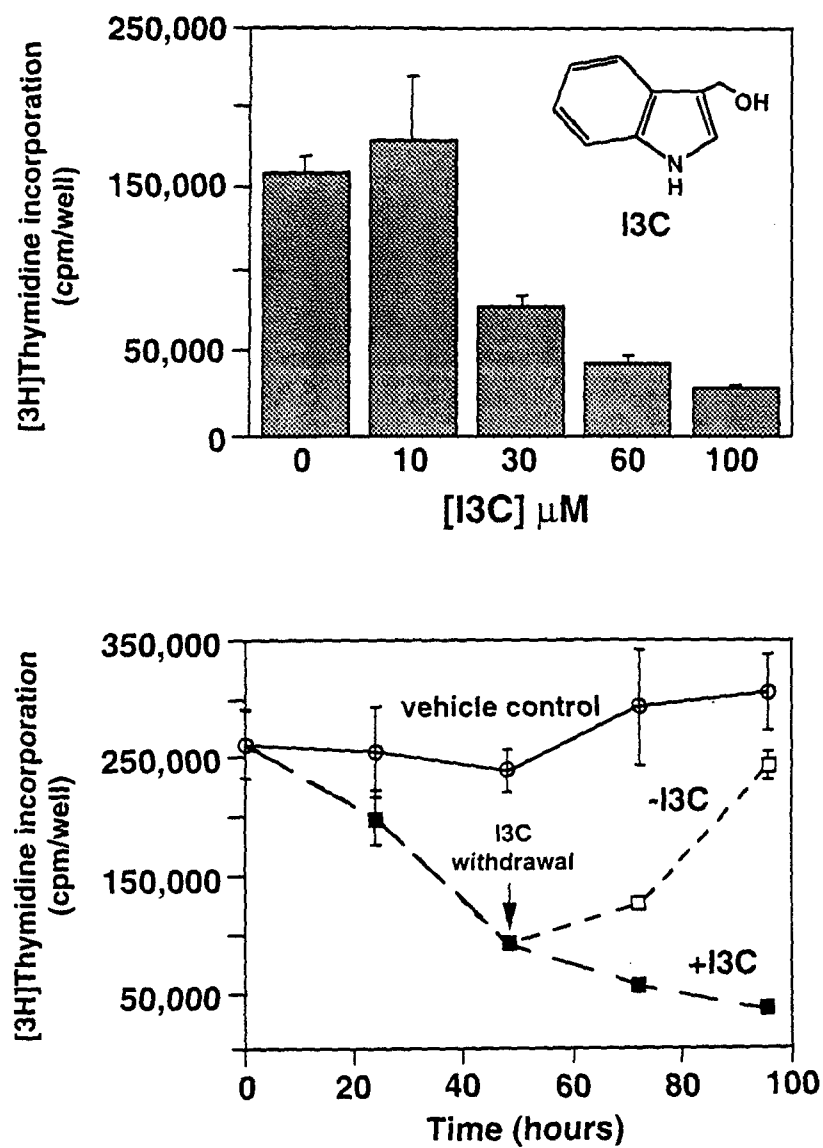 [3H]Thymidine incorporation
(cpm/well)
250,000
150,000
50,000
0
OH
N
H
I3C
0 10 30 60 100
[I3C] µM
[3H]Thymidine incorporation
(cpm/well)
350,000
250,000
150,000
50,000
vehicle control
-I3C
I3C
withdrawal
+I3C
0 20 40 60 80 100
Time (hours)